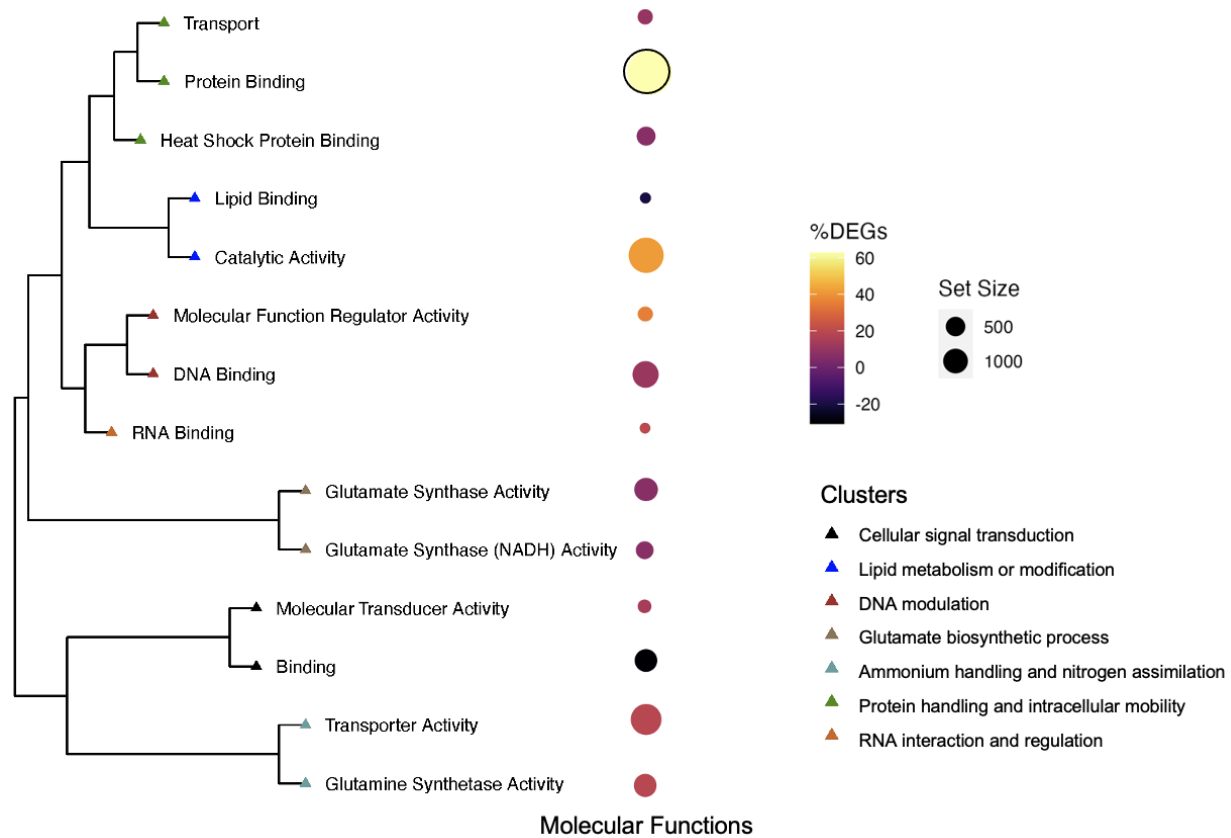 Transport
Protein Binding
Heat Shock Protein Binding
Lipid Binding
Catalytic Activity
Molecular Function Regulator Activity
DNA Binding
RNA Binding
Glutamate Synthase Activity
Glutamate Synthase (NADH) Activity
Molecular Transducer Activity
Binding
Transporter Activity
Glutamine Synthetase Activity
Molecular Functions
%DEGs
60
40
20
0
-20
Set Size
500
1000
Clusters
Cellular signal transduction
Lipid metabolism or modification
DNA modulation
Glutamate biosynthetic process
Ammonium handling and nitrogen assimilation
Protein handling and intracellular mobility
RNA interaction and regulation